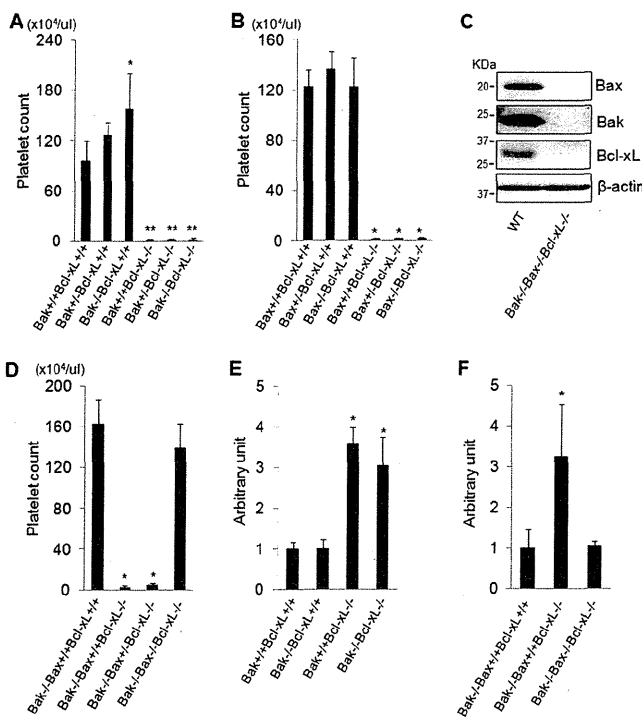 A
(x10⁴/ul)
Platelet count
240
180
120
60
0
*
**
**
**
Bak+/+Bcl-xL+/+
Bak+/-Bcl-xL+/+
Bak-/-Bcl-xL+/+
Bak+/+Bcl-xL-/-
Bak+/-Bcl-xL-/-
Bak-/-Bcl-xL-/-
B
(x10⁴/ul)
Platelet count
160
120
80
40
0
*
*
*
Bax+/+Bcl-xL+/+
Bax+/-Bcl-xL+/+
Bax-/-Bcl-xL+/+
Bax+/+Bcl-xL-/-
Bax+/-Bcl-xL-/-
Bax-/-Bcl-xL-/-
C
KDa
20-
Bax
25-
Bak
37-
25-
Bcl-xL
37-
β-actin
WT
Bak-/-Bax-/-Bcl-xL-/-
D
(x10⁴/ul)
Platelet count
200
160
120
80
40
0
*
*
Bak-/-Bax+/+Bcl-xL+/+
Bak-/-Bax+/+Bcl-xL-/-
Bak-/-Bax+/-Bcl-xL-/-
Bak-/-Bax-/-Bcl-xL-/-
E
Arbitrary unit
5
4
3
2
1
0
*
*
Bak+/+Bcl-xL+/+
Bak-/-Bcl-xL+/+
Bak+/+Bcl-xL-/-
Bak-/-Bcl-xL-/-
F
Arbitrary unit
5
4
3
2
1
0
*
Bak-/-Bax+/+Bcl-xL+/+
Bak-/-Bax+/+Bcl-xL-/-
Bak-/-Bax-/-Bcl-xL-/-